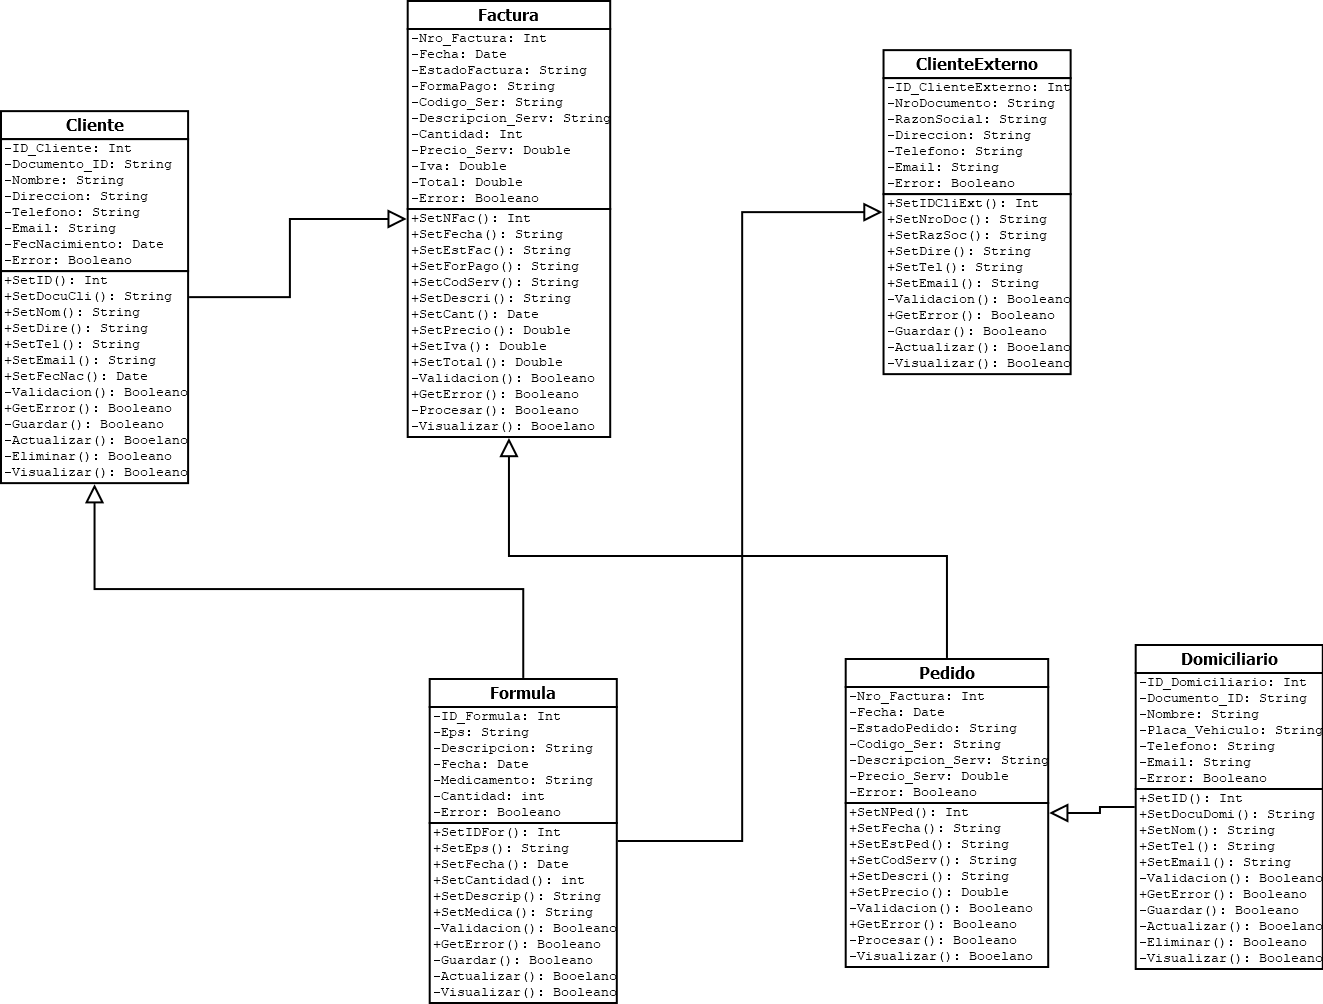 Factura
-Nro_Factura: Int
-Fecha: Date
-EstadoFactura: String
-FormaPago: String
-Codigo_Ser: String
-Descripcion_Serv: String
-Cantidad: Int
-Precio_Serv: Double
-Iva: Double
-Total: Double
-Error: Booleano
+SetNFac(): Int
+SetFecha(): String
+SetEstFac(): String
+SetForPago(): String
+SetCodServ(): String
+SetDescri(): String
+SetCant(): Date
+SetPrecio(): Double
+SetIva(): Double
+SetTotal(): Double
-Validacion(): Booleano
+GetError(): Booleano
-Procesar(): Booleano
-Visualizar(): Booelano
ClienteExterno
-ID_ClienteExterno: Int
-NroDocumento: String
-RazonSocial: String
-Direccion: String
-Telefono: String
-Email: String
-Error: Booleano
+SetIDCliExt(): Int
+SetNroDoc(): String
+SetRazSoc(): String
+SetDire(): String
+SetTel(): String
+SetEmail(): String
-Validacion(): Booleano
+GetError(): Booleano
-Guardar(): Booleano
-Actualizar(): Booelano
-Visualizar(): Booleano
Cliente
-ID_Cliente: Int
-Documento_ID: String
-Nombre: String
-Direccion: String
-Telefono: String
-Email: String
-FecNacimiento: Date
-Error: Booleano
+SetID(): Int
+SetDocuCli(): String
+SetNom(): String
+SetDire(): String
+SetTel(): String
+SetEmail(): String
+SetFecNac(): Date
-Validacion(): Booleano
+GetError(): Booleano
-Guardar(): Booleano
-Actualizar(): Booelano
-Eliminar(): Booleano
-Visualizar(): Booleano
Formula
-ID_Formula: Int
-Eps: String
-Descripcion: String
-Fecha: Date
-Medicamento: String
-Cantidad: int
-Error: Booleano
+SetIDFor(): Int
+SetEps(): String
+SetFecha(): Date
+SetCantidad(): int
+SetDescrip(): String
+SetMedica(): String
-Validacion(): Booleano
+GetError(): Booleano
-Guardar(): Booleano
-Actualizar(): Booelano
-Visualizar(): Booleano
Pedido
-Nro_Factura: Int
-Fecha: Date
-EstadoPedido: String
-Codigo_Ser: String
-Descripcion_Serv: String
-Precio_Serv: Double
-Error: Booleano
+SetNPed(): Int
+SetFecha(): String
+SetEstPed(): String
+SetCodServ(): String
+SetDescri(): String
+SetPrecio(): Double
-Validacion(): Booleano
+GetError(): Booleano
-Procesar(): Booleano
-Visualizar(): Booelano
Domiciliario
-ID_Domiciliario: Int
-Documento_ID: String
-Nombre: String
-Placa_Vehiculo: String
-Telefono: String
-Email: String
-Error: Booleano
+SetID(): Int
+SetDocuDomi(): String
+SetNom(): String
+SetTel(): String
+SetEmail(): String
-Validacion(): Booleano
+GetError(): Booleano
-Guardar(): Booleano
-Actualizar(): Booelano
-Eliminar(): Booleano
-Visualizar(): Booleano